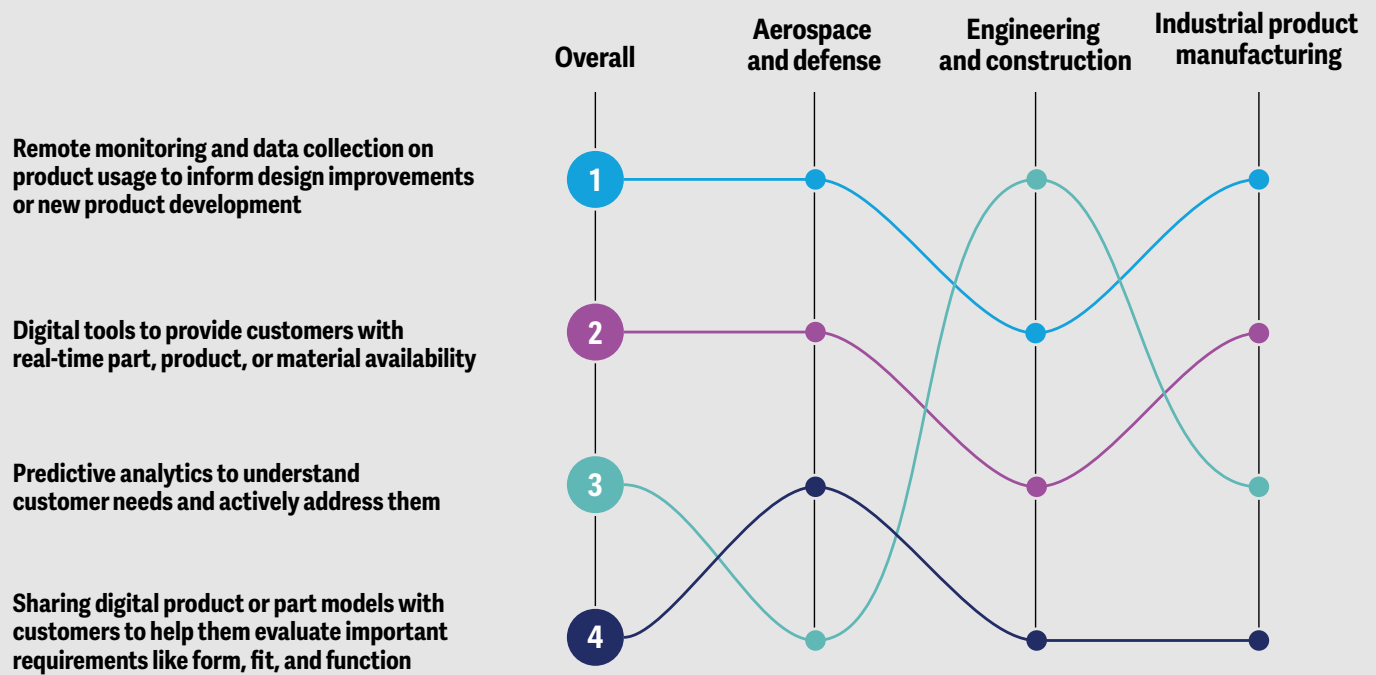 Overall
Aerospace
and defense
Engineering
and construction
Industrial product
manufacturing
Remote monitoring and data collection on
product usage to inform design improvements
or new product development
1
Digital tools to provide customers with
real-time part, product, or material availability
2
Predictive analytics to understand
customer needs and actively address them
3
Sharing digital product or part models with
customers to help them evaluate important
requirements like form, fit, and function
4